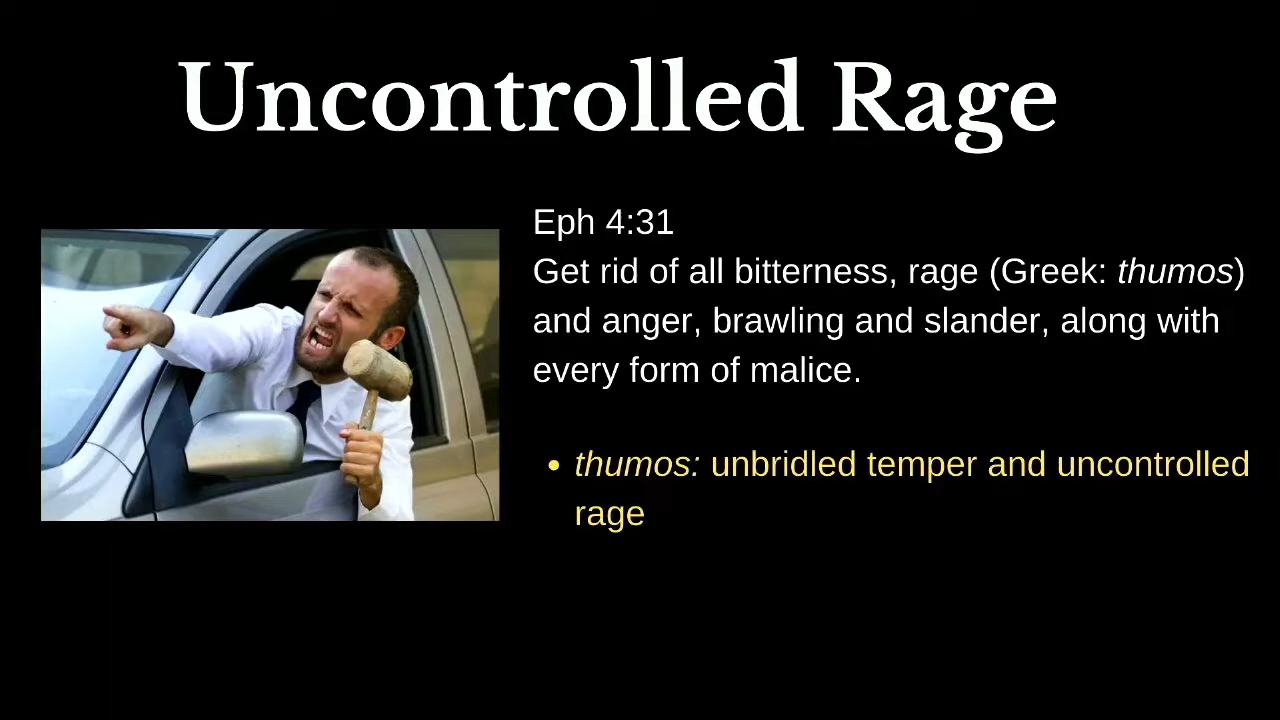 Uncontrolled Rage
Eph 4:31
Get rid of all bitterness, rage (Greek: thumos)
and anger, brawling and slander, along with
every form of malice.
• thumos: unbridled temper and uncontrolled
rage